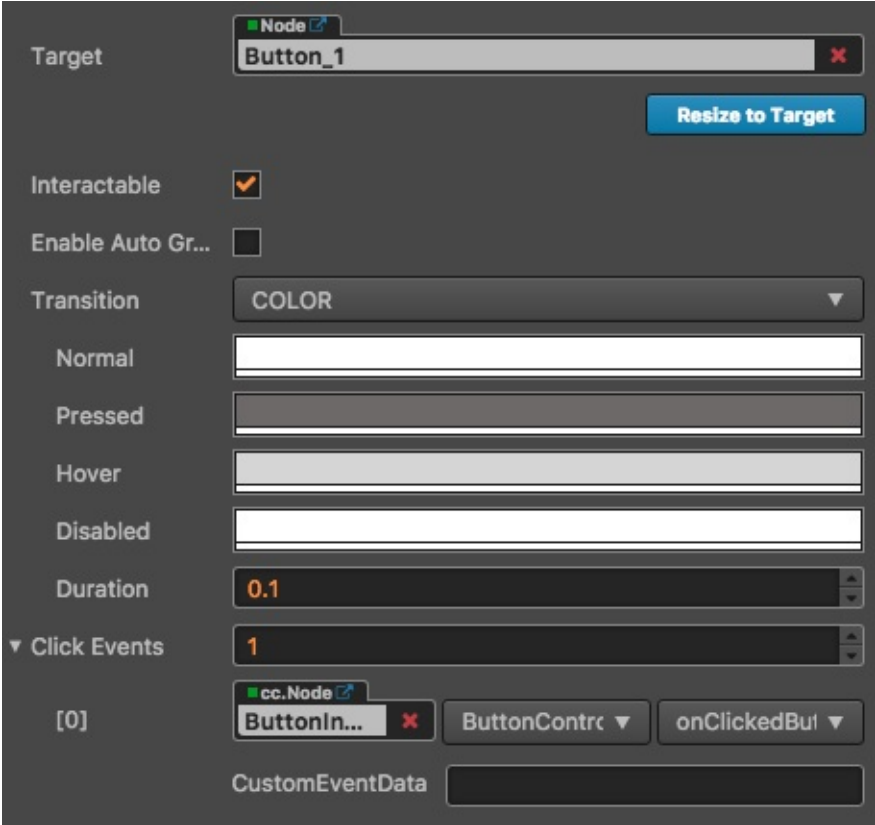 Node
Target
Button_1
Resize to Target
Interactable
Enable Auto Gr...
Transition
COLOR
Normal
Pressed
Hover
Disabled
Duration
0.1
Click Events
1
cc.Node
[0]
ButtonIn...
ButtonContrc
onClickedBut
CustomEventData